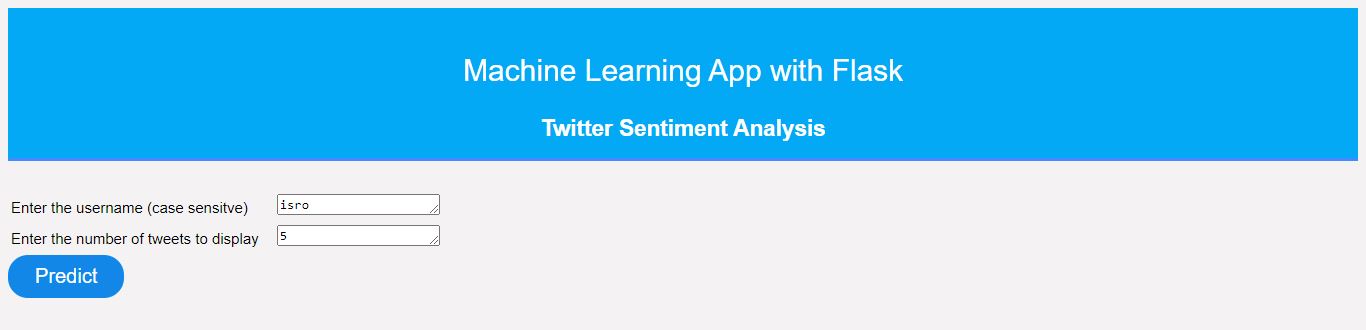 Machine Learning App with Flask
Twitter Sentiment Analysis
Enter the username (case sensitve) isro
Enter the number of tweets to display 5
Predict